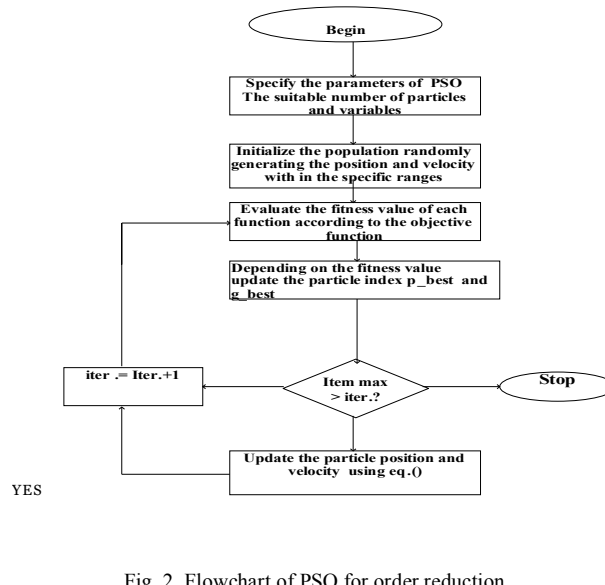 Begin
Specify the parameters of PSO
The suitable number of particles
and variables
Initialize the population randomly
generating the position and velocity
with in the specific ranges
Evaluate the fitness value of each
function according to the objective
function
Depending on the fitness value
update the particle index p_best and
g_best
iter .= Iter.+1
Item max
> iter.?
Stop
Update the particle position and
velocity using eq.()
YES
Fig. 2. Flowchart of PSO for order reduction